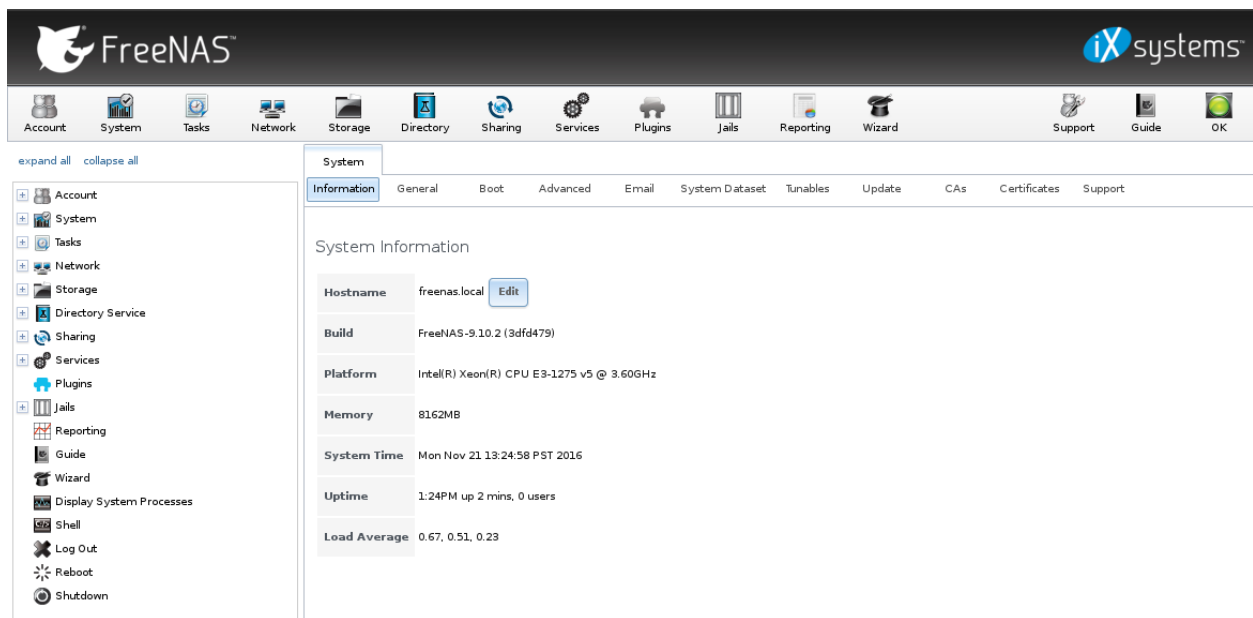 FreeNAS™
iXsystems™
Account System Tasks Network Storage Directory Sharing Services Plugins Jails Reporting Wizard Support Guide OK
expand all collapse all
System
Information General Boot Advanced Email System Dataset Tunables Update CAs Certificates Support
Account
System
Tasks
Network
Storage
Directory Service
Sharing
Services
Plugins
Jails
Reporting
Guide
Wizard
Display System Processes
Shell
Log Out
Reboot
Shutdown
System Information
Hostname freenas.local Edit
Build FreeNAS-9.10.2 (3dfd479)
Platform Intel(R) Xeon(R) CPU E3-1275 v5 @ 3.60GHz
Memory 8162MB
System Time Mon Nov 21 13:24:58 PST 2016
Uptime 1:24PM up 2 mins, 0 users
Load Average 0.67, 0.51, 0.23